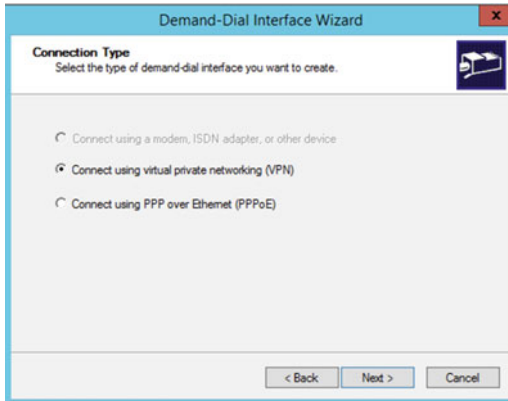 Demand-Dial Interface Wizard
x
Connection Type
Select the type of demand-dial interface you want to create.
Connect using a modem, ISDN adapter, or other device
Connect using virtual private networking (VPN)
Connect using PPP over Ethernet (PPPoE)
< Back Next > Cancel